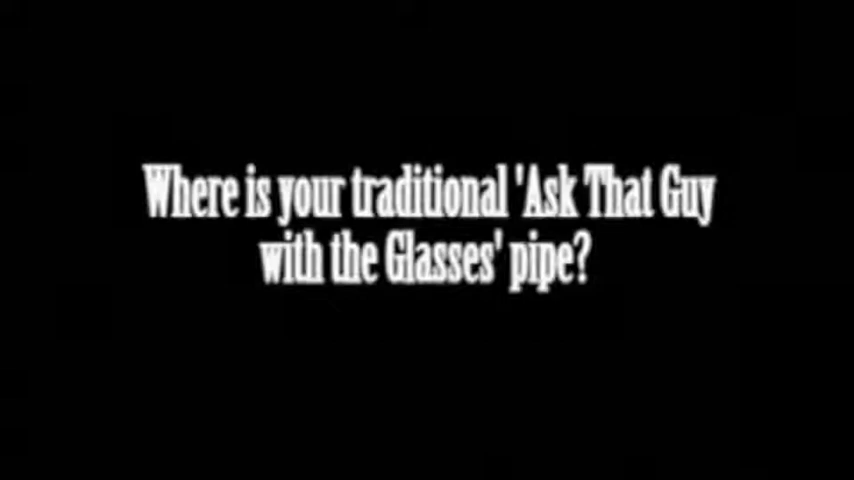 Where is your traditional 'Ask That Guy
with the Glasses' pipe?